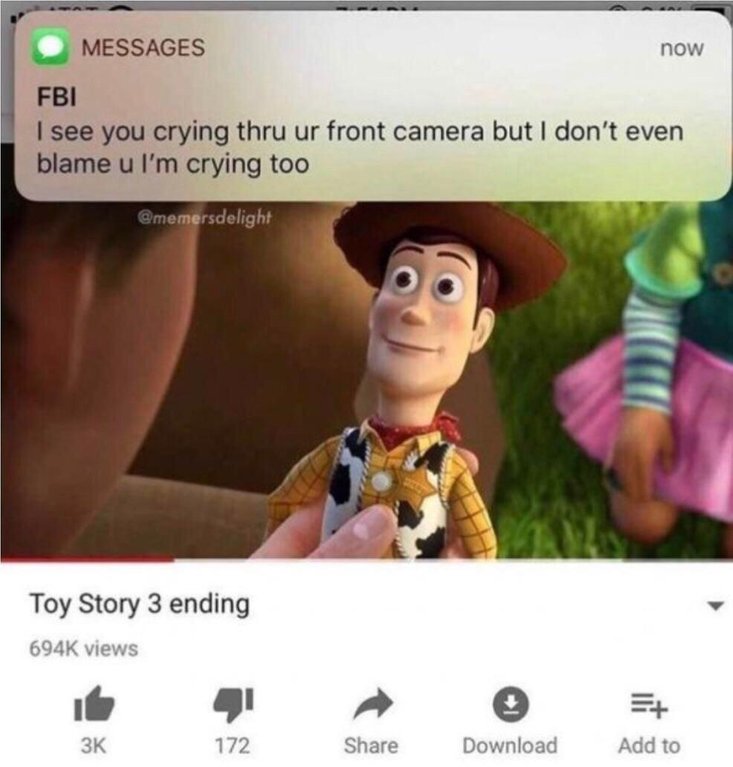 MESSAGES now
FBI
I see you crying thru ur front camera but I don't even
blame u I'm crying too
@memersdelight
Toy Story 3 ending
694K views
3K 172 Share Download Add to